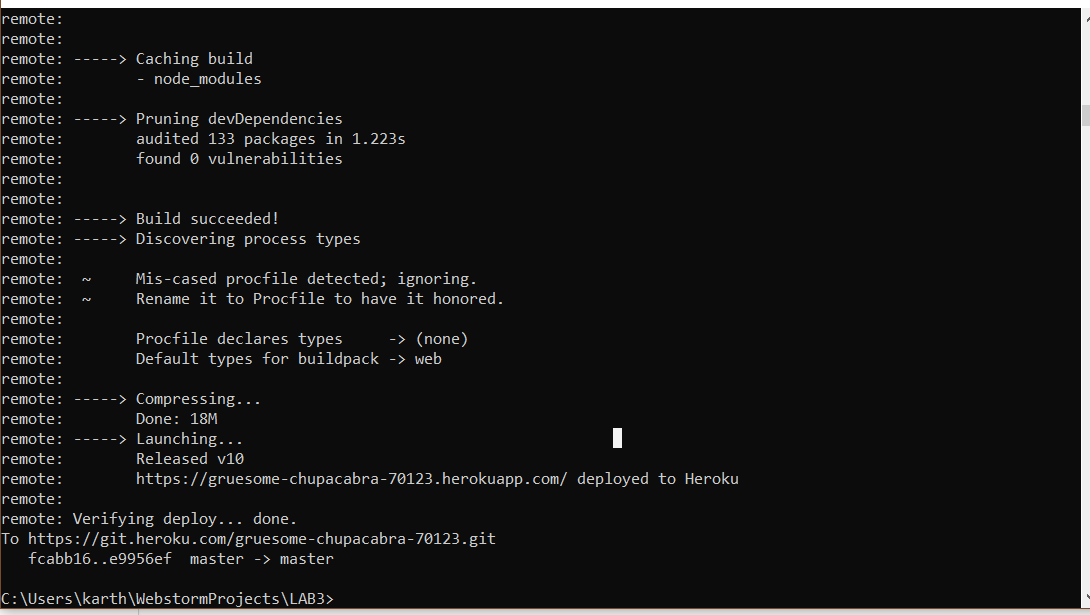 remote:
remote:
remote: -----> Caching build
remote:        - node_modules
remote:
remote: -----> Pruning devDependencies
remote:        audited 133 packages in 1.223s
remote:        found 0 vulnerabilities
remote:
remote:
remote: -----> Build succeeded!
remote: -----> Discovering process types
remote:
remote:  ~     Mis-cased procfile detected; ignoring.
remote:  ~     Rename it to Procfile to have it honored.
remote:
remote:        Procfile declares types     -> (none)
remote:        Default types for buildpack -> web
remote:
remote: -----> Compressing...
remote:        Done: 18M
remote: -----> Launching...
remote:        Released v10
remote:        https://gruesome-chupacabra-70123.herokuapp.com/ deployed to Heroku
remote:
remote: Verifying deploy... done.
To https://git.heroku.com/gruesome-chupacabra-70123.git
   fcabb16..e9956ef  master -> master
C:\Users\karth\WebstormProjects\LAB3>